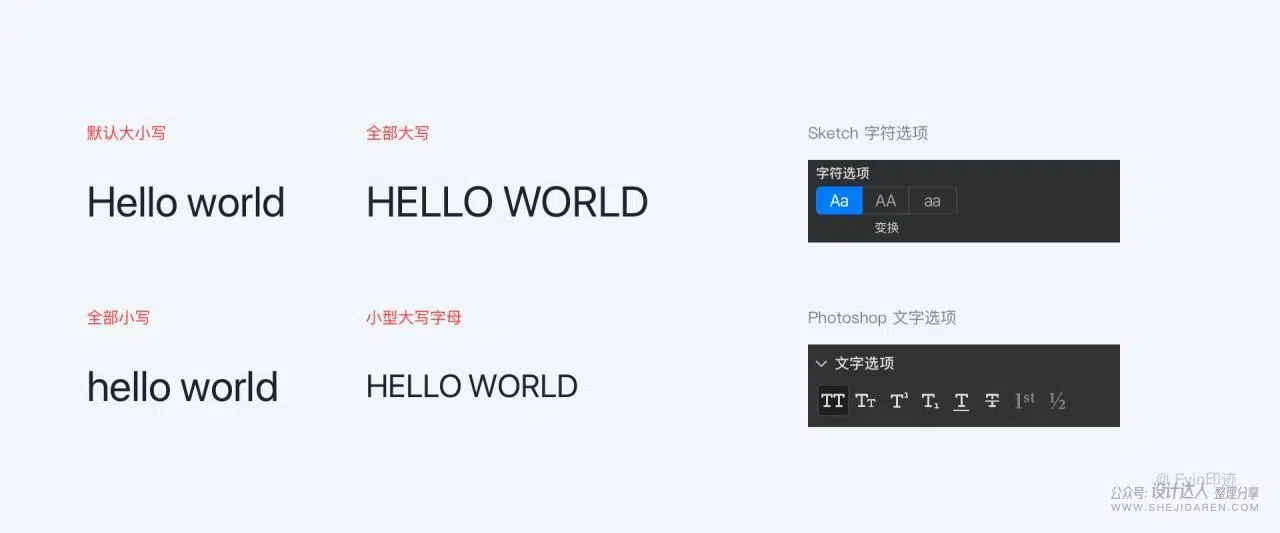 默认大小写
全部大写
Hello world
HELLO WORLD
全部小写
小型大写字母
hello world
HELLO WORLD
Sketch 字符选项
字符选项
Aa AA aa
变换
Photoshop 文字选项
文字选项
TT TT T¹ T₁ T T 1st ½
@ Evin印迹
公众号: 设计达人 整理分享
WWW.SHEJIDAREN.COM